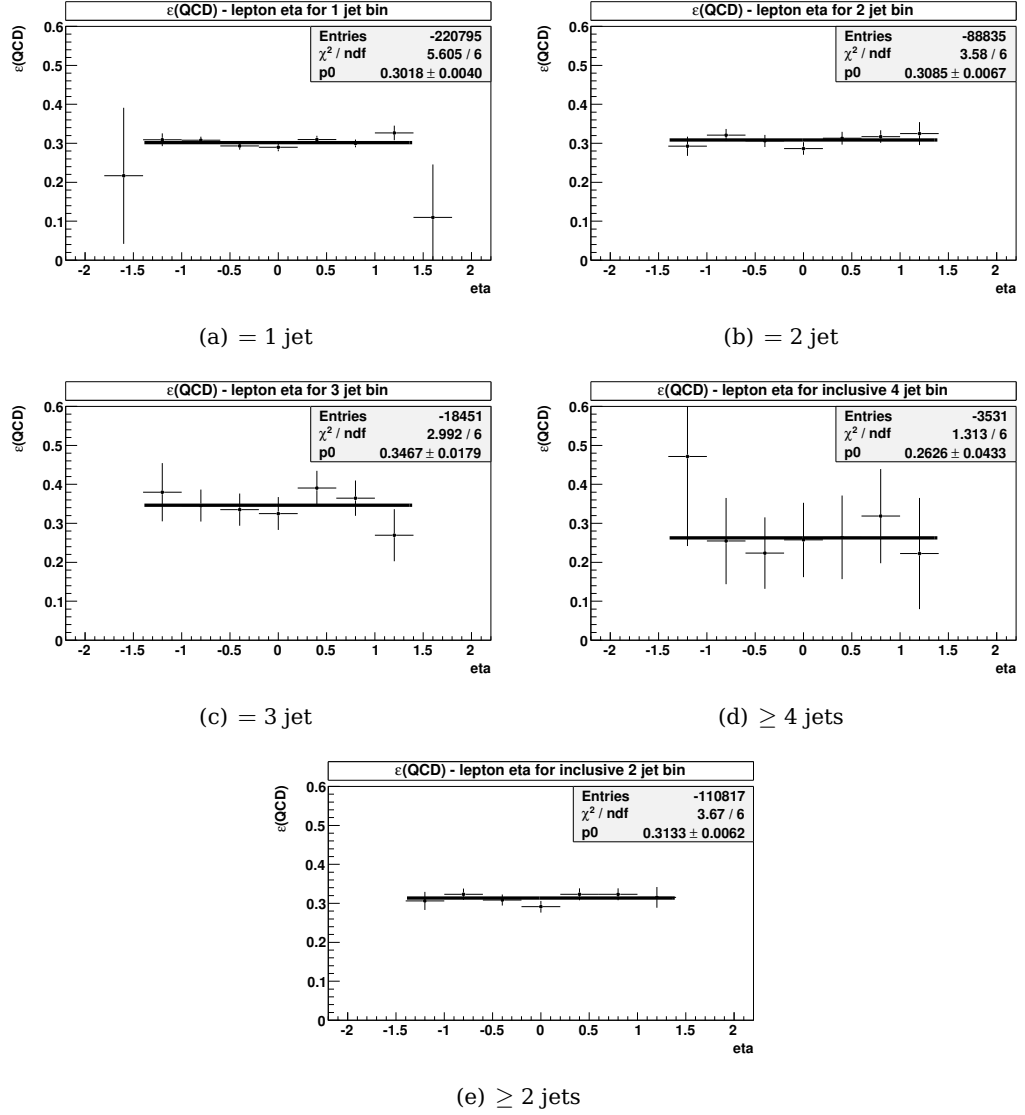 ε(QCD) - lepton eta for 1 jet bin
Entries -220795
χ² / ndf 5.605 / 6
p0 0.3018 ± 0.0040
ε(QCD)
0.6
0.5
0.4
0.3
0.2
0.1
0
-2 -1.5 -1 -0.5 0 0.5 1 1.5 2
eta
(a) = 1 jet
ε(QCD) - lepton eta for 2 jet bin
Entries -88835
χ² / ndf 3.58 / 6
p0 0.3085 ± 0.0067
ε(QCD)
0.6
0.5
0.4
0.3
0.2
0.1
0
-2 -1.5 -1 -0.5 0 0.5 1 1.5 2
eta
(b) = 2 jet
ε(QCD) - lepton eta for 3 jet bin
Entries -18451
χ² / ndf 2.992 / 6
p0 0.3467 ± 0.0179
ε(QCD)
0.6
0.5
0.4
0.3
0.2
0.1
0
-2 -1.5 -1 -0.5 0 0.5 1 1.5 2
eta
(c) = 3 jet
ε(QCD) - lepton eta for inclusive 4 jet bin
Entries -3531
χ² / ndf 1.313 / 6
p0 0.2626 ± 0.0433
ε(QCD)
0.6
0.5
0.4
0.3
0.2
0.1
0
-2 -1.5 -1 -0.5 0 0.5 1 1.5 2
eta
(d) ≥ 4 jets
ε(QCD) - lepton eta for inclusive 2 jet bin
Entries -110817
χ² / ndf 3.67 / 6
p0 0.3133 ± 0.0062
ε(QCD)
0.6
0.5
0.4
0.3
0.2
0.1
0
-2 -1.5 -1 -0.5 0 0.5 1 1.5 2
eta
(e) ≥ 2 jets